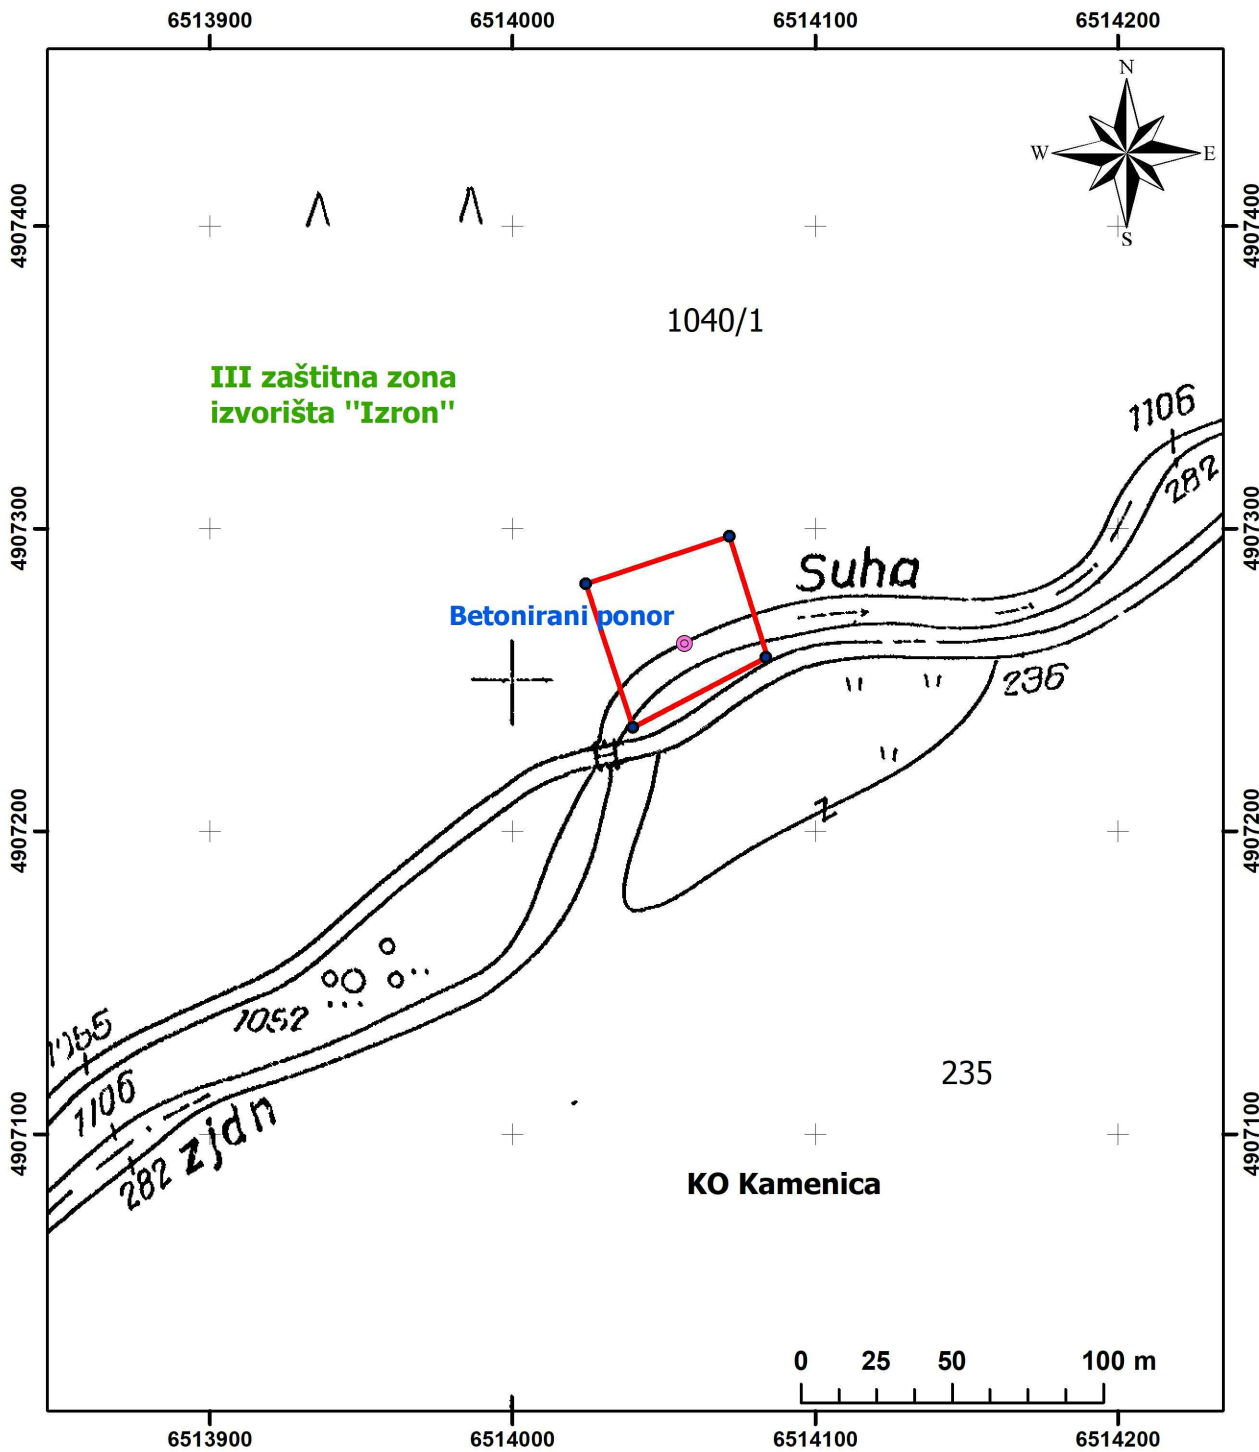 6513900 6514000 6514100 6514200
N
W E
S
4907400 4907400
1040/1
III zaštitna zona
izvorišta "Izron"
1106
282
4907300 4907300
Suha
Betonirani ponor
236
z
4907200 4907200
1052
1106
235
zjdn
282
4907100 4907100
KO Kamenica
0 25 50 100 m
6513900 6514000 6514100 6514200